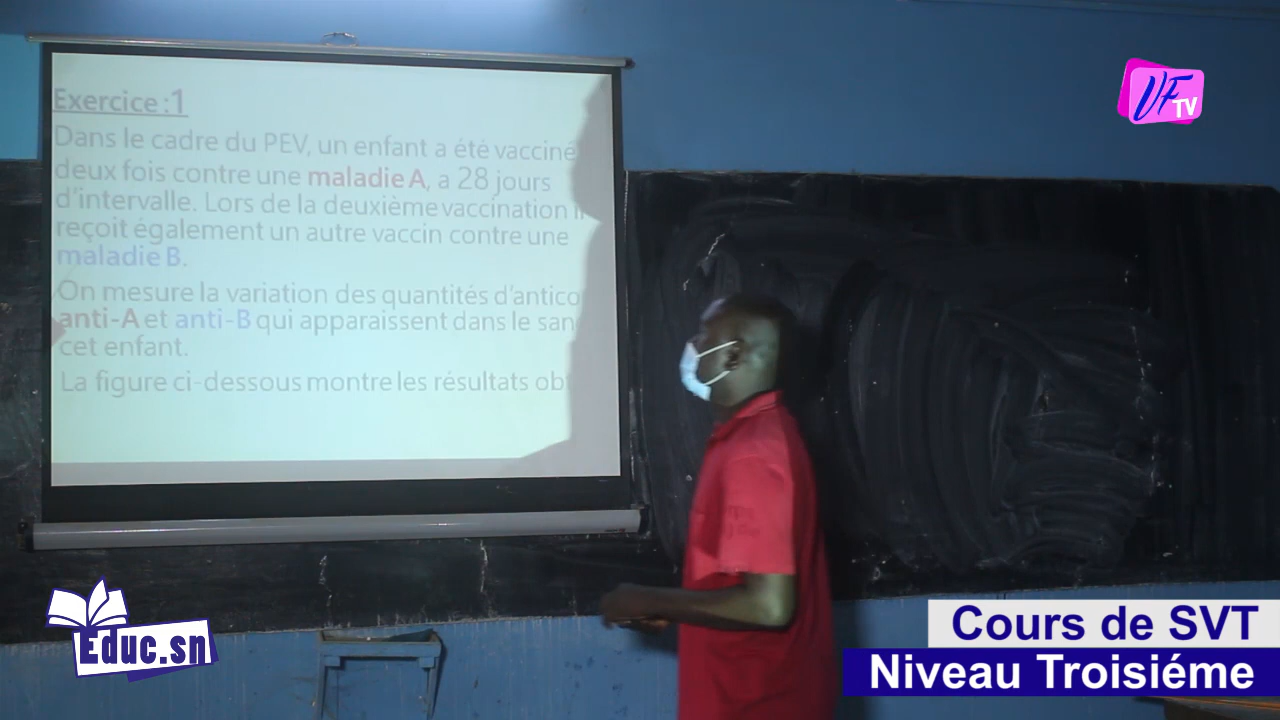 Exercice :1
Dans le cadre du PEV, un enfant a été vacciné
deux fois contre une maladie A, a 28 jours
d'intervalle. Lors de la deuxième vaccination
reçoit également un autre vaccin contre une
maladie B.
On mesure la variation des quantités d'antico
anti-A et anti-B qui apparaissent dans le san
cet enfant.
La figure ci-dessous montre les résultats
VF
TV
Educ.sn
Cours de SVT
Niveau Troisiéme